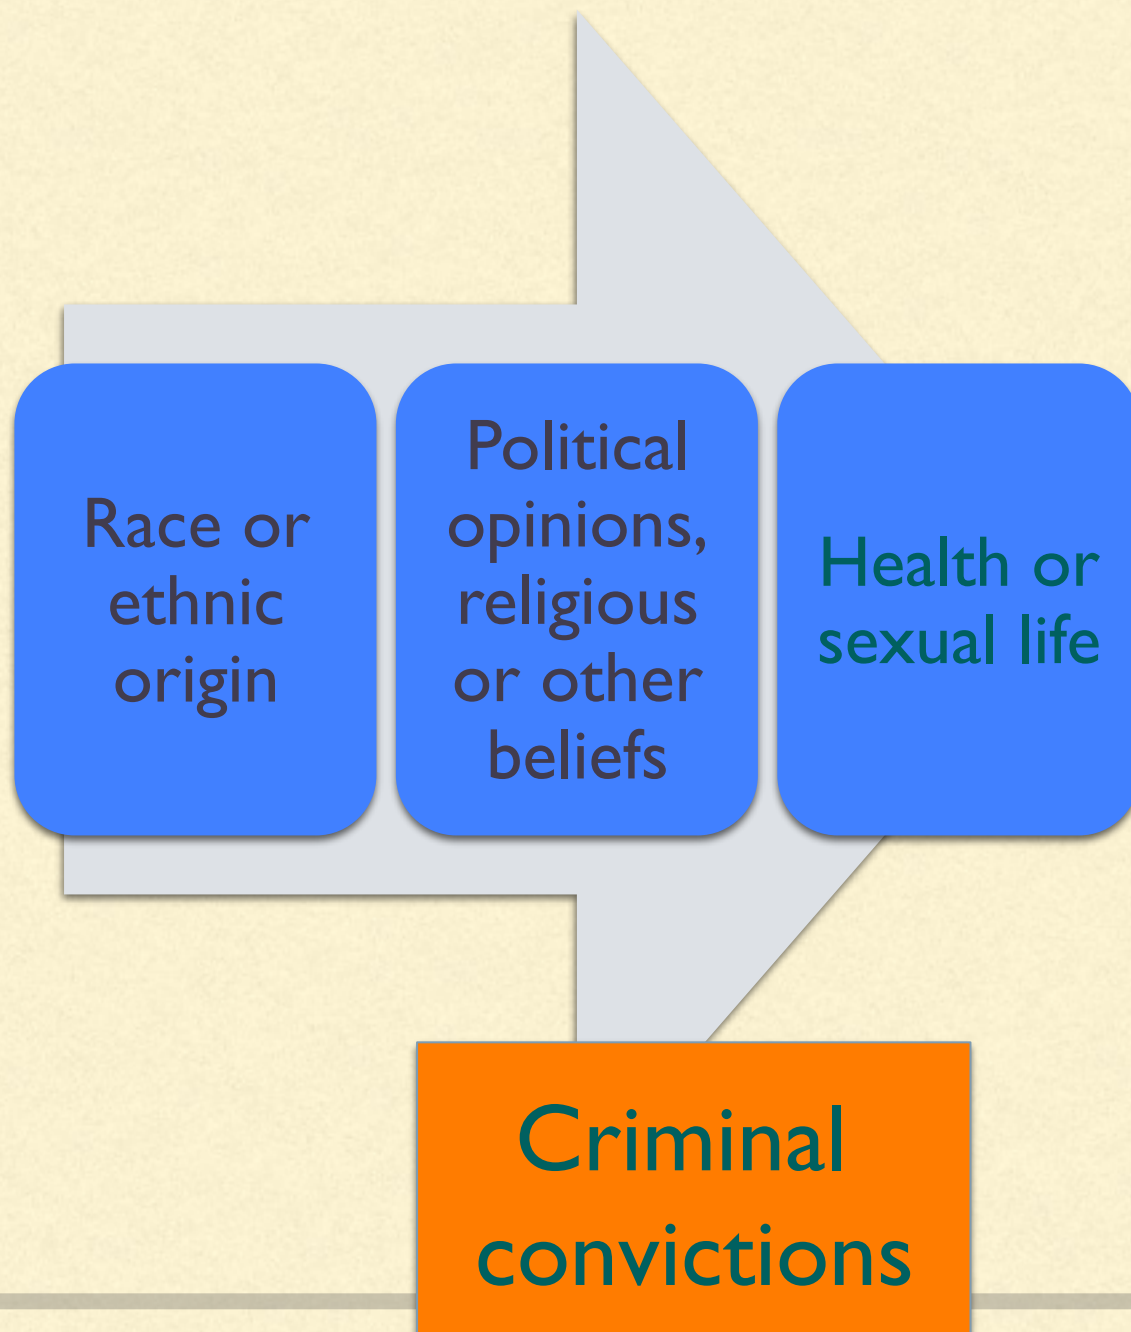 Race or
ethnic
origin
Political
opinions,
religious
or other
beliefs
Health or
sexual life
Criminal
convictions